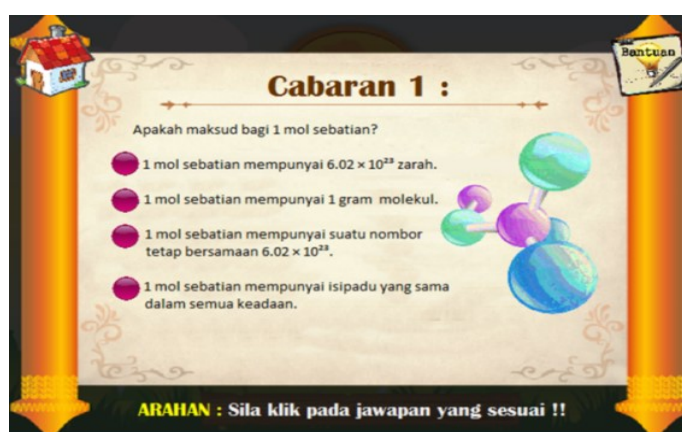 Bantuan
Cabaran 1 :
Apakah maksud bagi 1 mol sebatian?
1 mol sebatian mempunyai 6.02 × 10²³ zarah.
1 mol sebatian mempunyai 1 gram molekul.
1 mol sebatian mempunyai suatu nombor
tetap bersamaan 6.02 × 10²³.
1 mol sebatian mempunyai isipadu yang sama
dalam semua keadaan.
ARAHAN : Sila klik pada jawapan yang sesuai !!